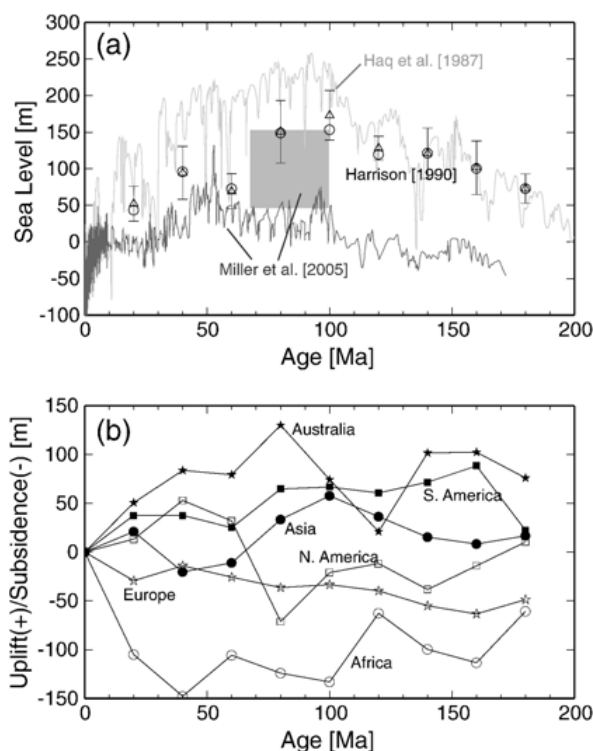 (a)
Haq et al. [1987]
Harrison [1990]
Miller et al. [2005]
Sea Level [m]
300
250
200
150
100
50
0
-50
-100
0
50
100
150
200
Age [Ma]
(b)
Australia
S. America
Asia
N. America
Europe
Africa
Uplift(+)/Subsidence(-) [m]
150
100
50
0
-50
-100
-150
0
50
100
150
200
Age [Ma]